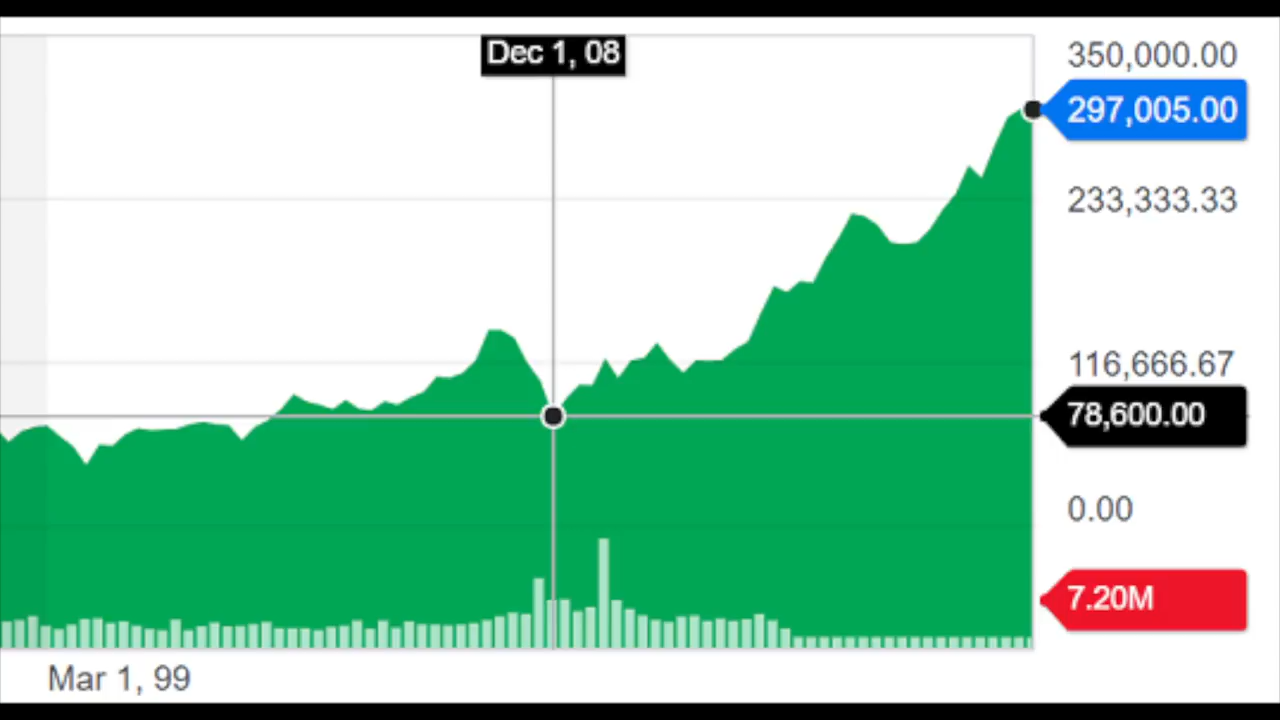 Dec 1, 08
350,000.00
297,005.00
233,333.33
116,666.67
78,600.00
0.00
7.20M
Mar 1, 99